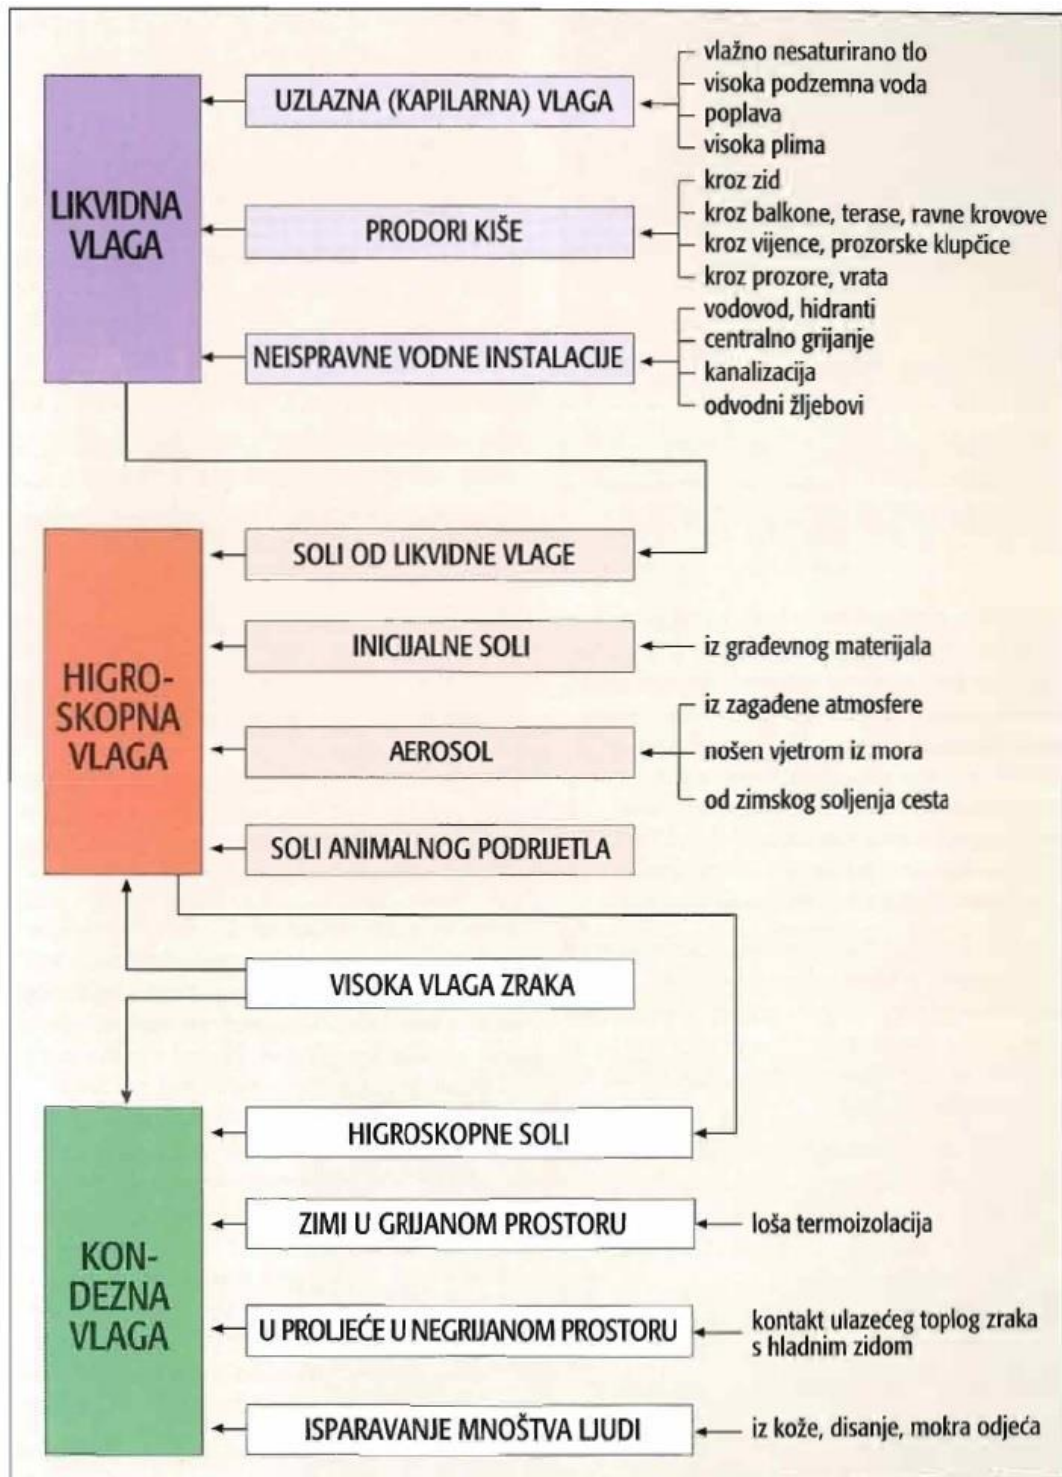 LIKVIDNA
VLAGA
UZLAZNA (KAPILARNA) VLAGA
vlažno nesaturirano tlo
visoka podzemna voda
poplava
visoka plima
PRODORI KIŠE
kroz zid
kroz balkone, terase, ravne krovove
kroz vijence, prozorske klupčice
kroz prozore, vrata
NEISPRAVNE VODNE INSTALACIJE
vodovod, hidranti
centralno grijanje
kanalizacija
odvodni žljebovi
HIGRO-
SKOPNA
VLAGA
SOLI OD LIKVIDNE VLAGE
INICIJALNE SOLI
iz građevnog materijala
AEROSOL
iz zagađene atmosfere
nošen vjetrom iz mora
od zimskog soljenja cesta
SOLI ANIMALNOG PODRIJETLA
VISOKA VLAGA ZRAKA
KON-
DEZNA
VLAGA
HIGROSKOPNE SOLI
ZIMI U GRIJANOM PROSTORU
loša termoizolacija
U PROLJEĆE U NEGRIJANOM PROSTORU
kontakt ulazećeg toplog zraka
s hladnim zidom
ISPARAVANJE MNOŠTVA LJUDI
iz kože, disanje, mokra odjeća